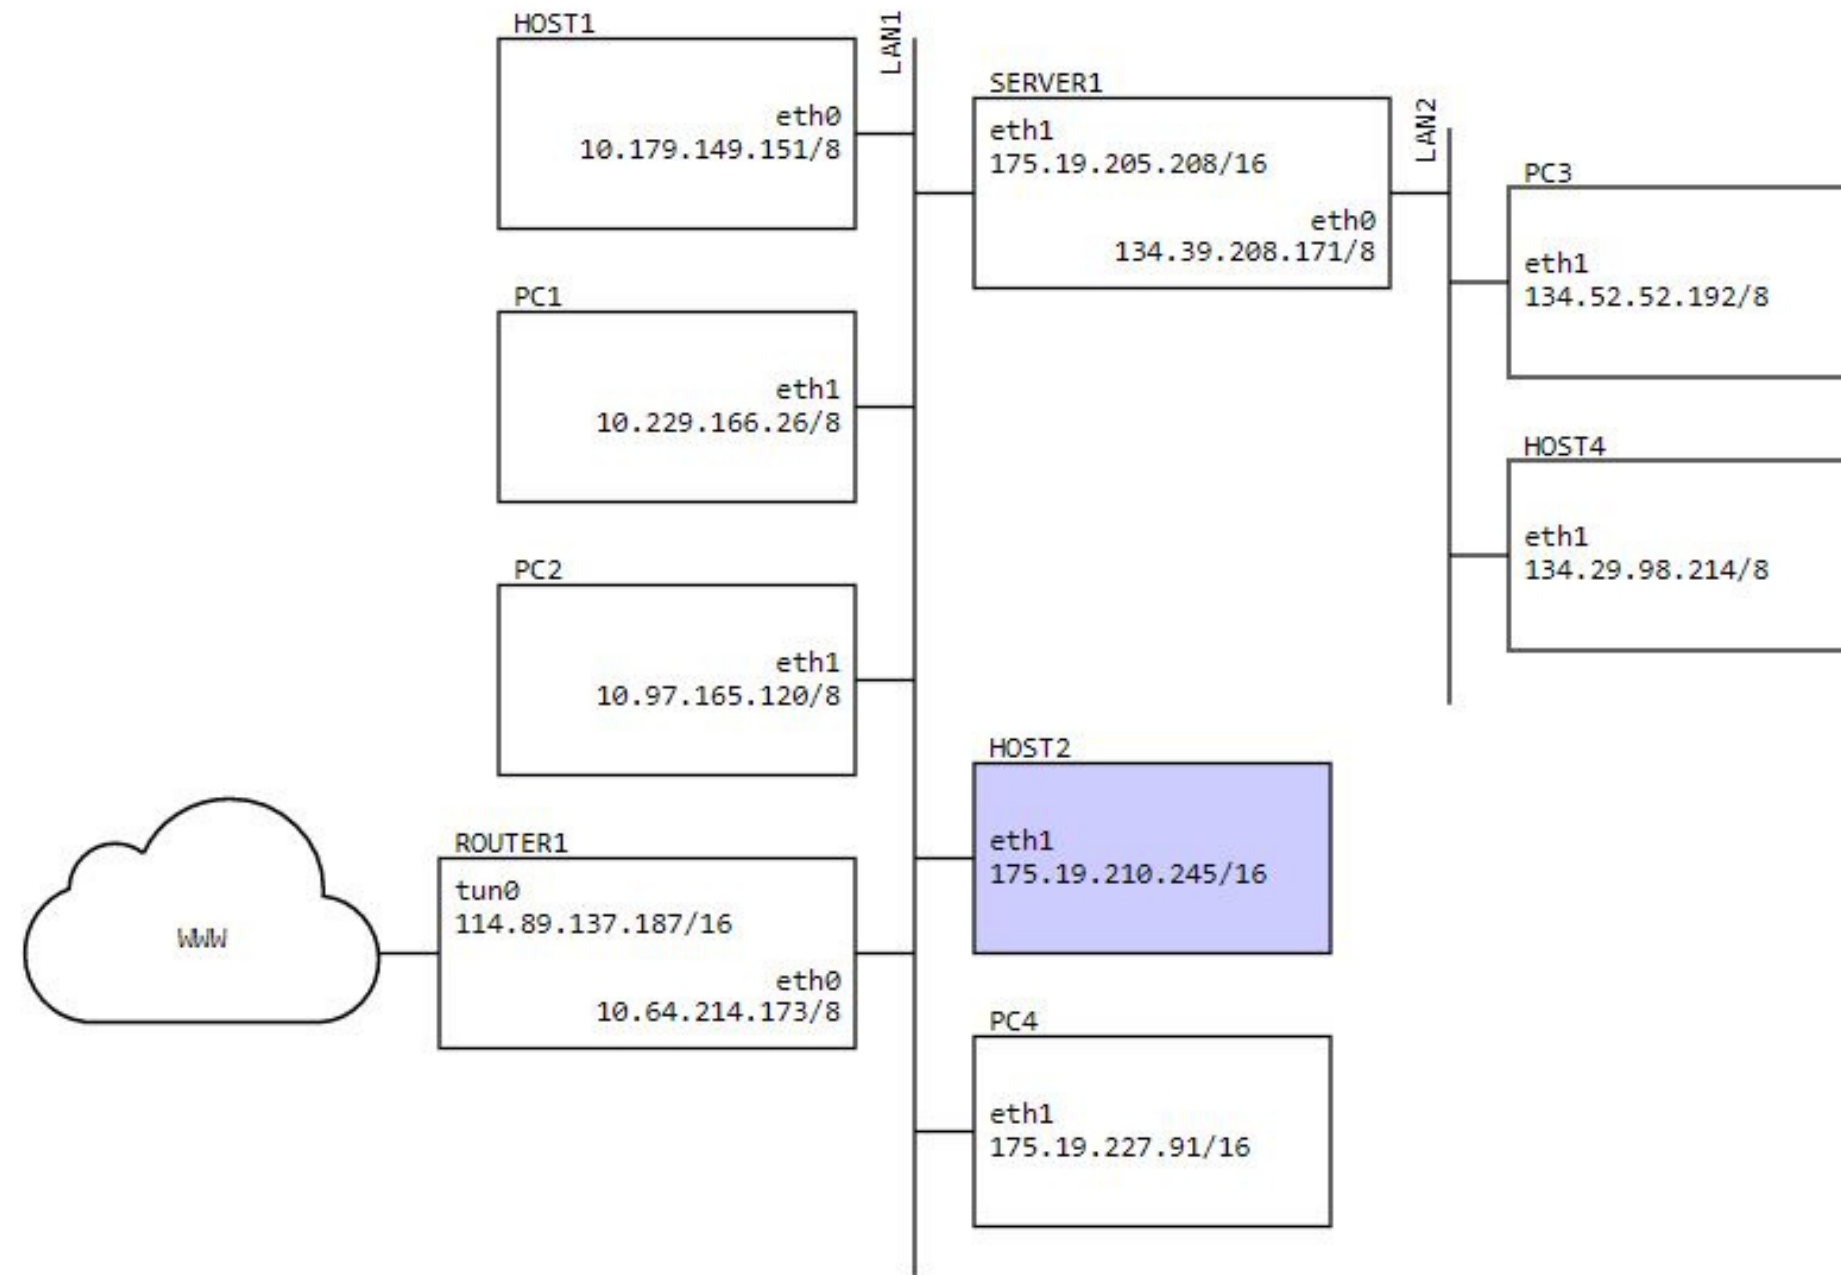 HOST1
eth0
10.179.149.151/8
LAN1
SERVER1
eth1
175.19.205.208/16
eth0
134.39.208.171/8
LAN2
PC3
eth1
134.52.52.192/8
PC1
eth1
10.229.166.26/8
HOST4
eth1
134.29.98.214/8
PC2
eth1
10.97.165.120/8
HOST2
eth1
175.19.210.245/16
WWW
ROUTER1
tun0
114.89.137.187/16
eth0
10.64.214.173/8
PC4
eth1
175.19.227.91/16